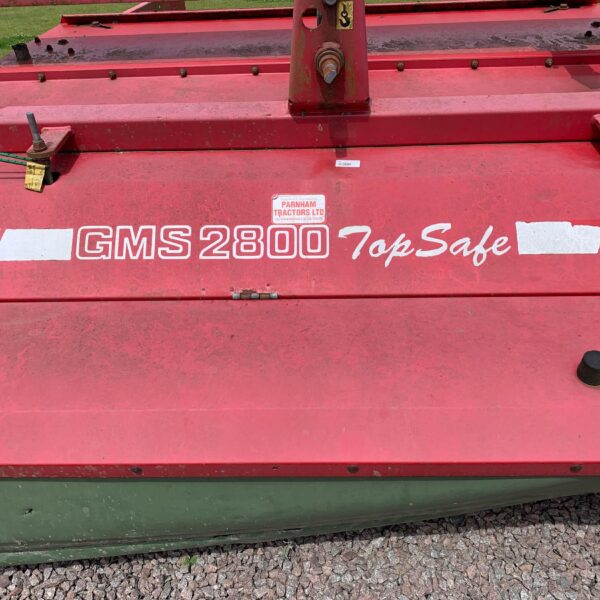 PARNHAM
TRACTORS LTD
GMS 2800 TopSafe